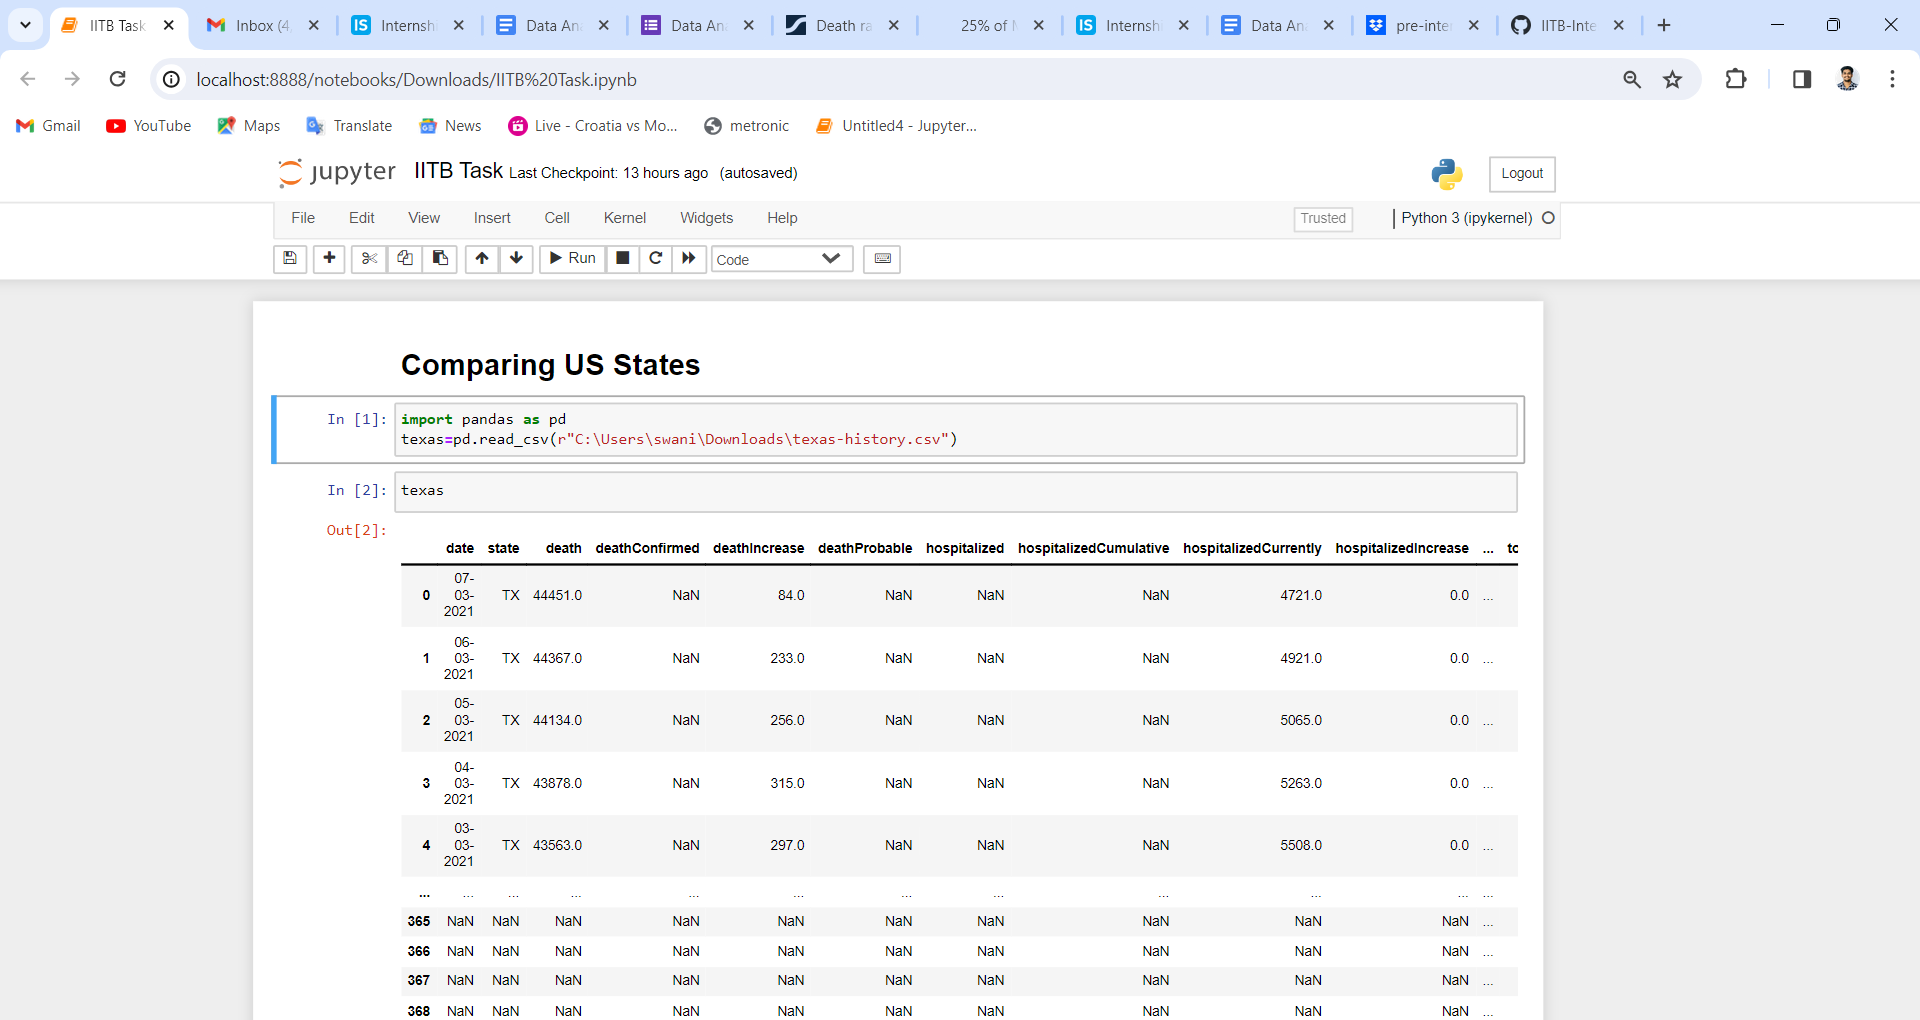 IITB Task
Inbox (4
Internshi
Data An
Data An
Death ra
25% of
Internshi
Data An
pre-inte
IITB-Inte
localhost:8888/notebooks/Downloads/IITB%20Task.ipynb
Gmail YouTube Maps Translate News Live - Croatia vs Mo... metronic Untitled4 - Jupyter...
jupyter IITB Task Last Checkpoint: 13 hours ago (autosaved)
Logout
File Edit View Insert Cell Kernel Widgets Help
Trusted Python 3 (ipykernel)
Run
Code
Comparing US States
In [1]: import pandas as pd
texas=pd.read_csv(r"C:\Users\swani\Downloads\texas-history.csv")
In [2]: texas
Out[2]:
date state death deathConfirmed deathIncrease deathProbable hospitalized hospitalizedCumulative hospitalizedCurrently hospitalizedIncrease ... to
0 07-03-2021 TX 44451.0 NaN 84.0 NaN NaN NaN 4721.0 0.0 ...
1 06-03-2021 TX 44367.0 NaN 233.0 NaN NaN NaN 4921.0 0.0 ...
2 05-03-2021 TX 44134.0 NaN 256.0 NaN NaN NaN 5065.0 0.0 ...
3 04-03-2021 TX 43878.0 NaN 315.0 NaN NaN NaN 5263.0 0.0 ...
4 03-03-2021 TX 43563.0 NaN 297.0 NaN NaN NaN 5508.0 0.0 ...
... ... ... ... ... ... ... ... ... ... ... ...
365 NaN NaN NaN NaN NaN NaN NaN NaN NaN NaN ...
366 NaN NaN NaN NaN NaN NaN NaN NaN NaN NaN ...
367 NaN NaN NaN NaN NaN NaN NaN NaN NaN NaN ...
368 NaN NaN NaN NaN NaN NaN NaN NaN NaN NaN ...